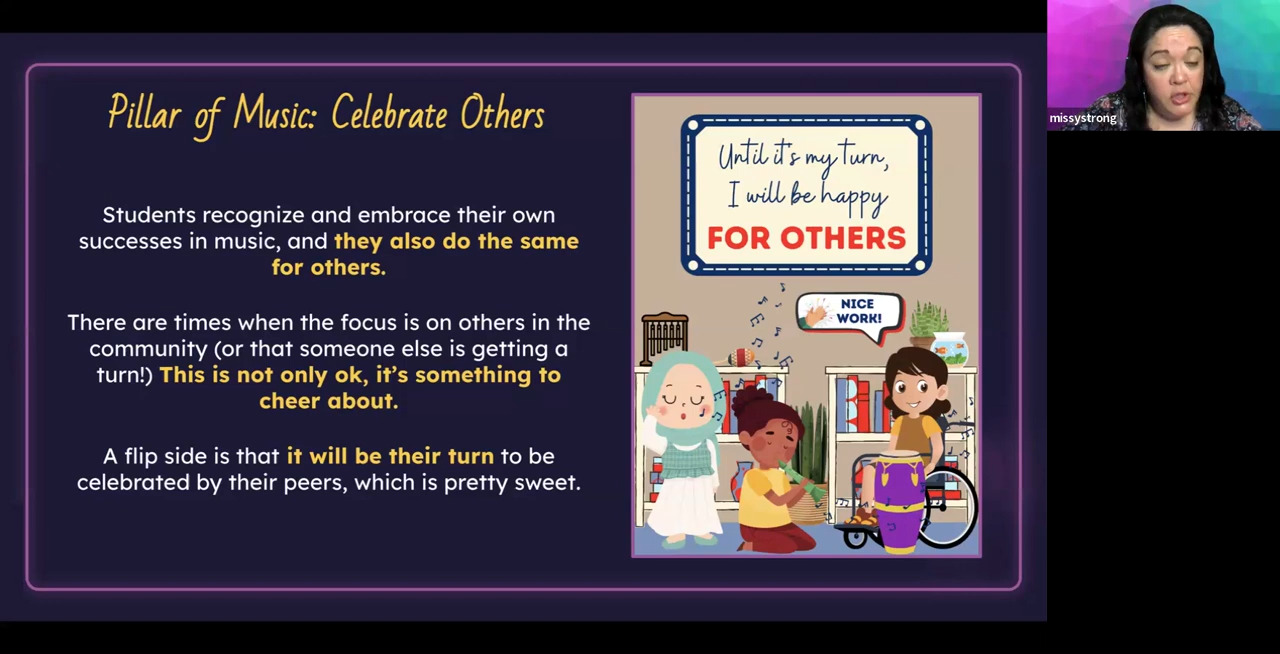 Pillar of Music: Celebrate Others
Students recognize and embrace their own
successes in music, and they also do the same
for others.
There are times when the focus is on others in the
community (or that someone else is getting a
turn!) This is not only ok, it's something to
cheer about.
A flip side is that it will be their turn to be
celebrated by their peers, which is pretty sweet.
Until it's my turn,
I will be happy
FOR OTHERS
NICE
WORK!
missystrong